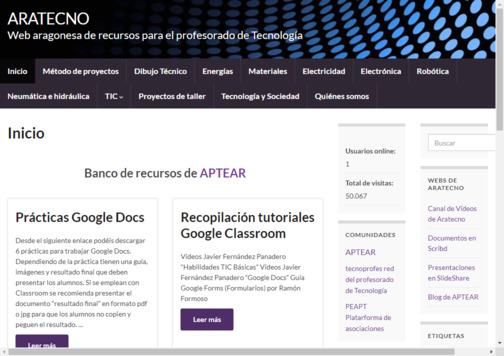 ARATECNO
Web aragonesa de recursos para el profesorado de Tecnología
Inicio
Método de proyectos
Dibujo Técnico
Energías
Materiales
Electricidad
Electrónica
Robótica
Neumática e hidráulica
TIC
Proyectos de taller
Tecnología y Sociedad
Quiénes somos
Inicio
Banco de recursos de APTEAR
Prácticas Google Docs
Desde el siguiente enlace podéis descargar
6 prácticas para trabajar Google Docs.
Dependiendo de la práctica tienen una guía,
imágenes y resultado final que deben
presentar los alumnos. Si se emplean con
Classroom se recomienda presentar el
documento "resultado final" en formato pdf
o jpg para que los alumnos no copien y
peguen el resultado. ...
Leer más
Recopilación tutoriales
Google Classroom
Vídeos Javier Fernández Panadero
"Habilidades TIC Básicas" Vídeos Javier
Fernández Panadero "Google Docs" Guía
Google Forms (Formularios) por Ramón
Formoso
Leer más
Usuarios online:
1
Total de visitas:
50.067
COMUNIDADES
APTEAR
tecnoprofes red
del profesorado
de Tecnología
PEAPT
Platarforma de
asociaciones
Buscar
WEBS DE
ARATECNO
Canal de Vídeos
de Aratecno
Documentos en
Scribd
Presentaciones
en SlideShare
Blog de APTEAR
ETIQUETAS